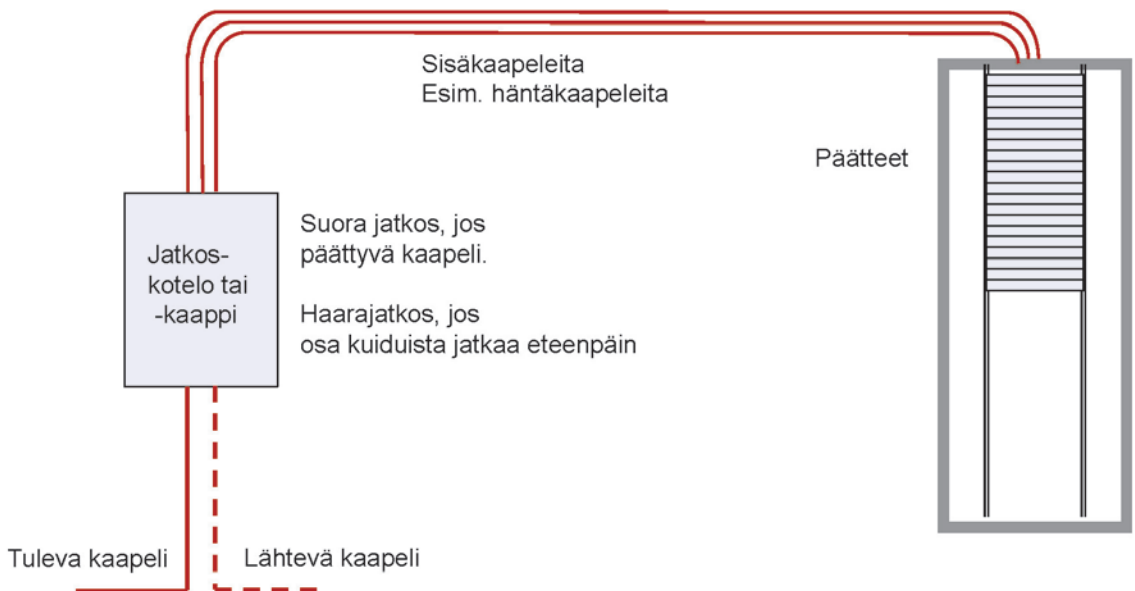 Sisäkaapeleita
Esim. häntäkaapeleita
Päätteet
Jatkos-
kotelo tai
-kaappi
Suora jatkos, jos
päättyvä kaapeli.
Haarajatkos, jos
osa kuiduista jatkaa eteenpäin
Tuleva kaapeli
Lähtevä kaapeli